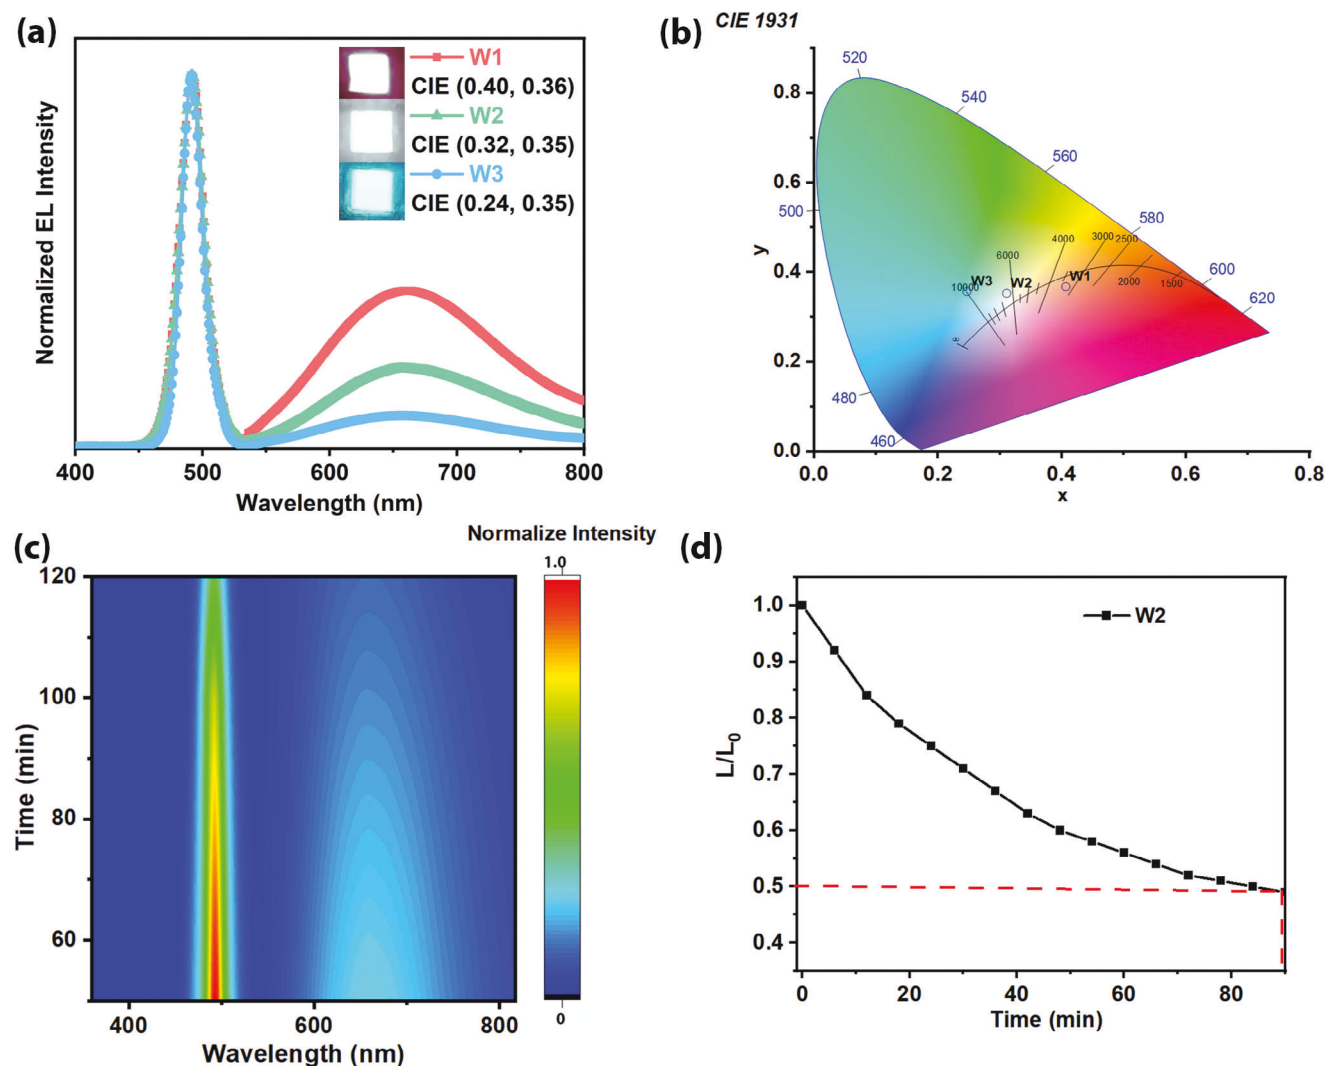 (a)
Normalized EL Intensity
W1
CIE (0.40, 0.36)
W2
CIE (0.32, 0.35)
W3
CIE (0.24, 0.35)
400
500
600
700
800
Wavelength (nm)
(b)
CIE 1931
y
0.8
0.6
0.4
0.2
0.0
0.0
0.2
0.4
0.6
0.8
x
520
540
560
500
580
600
620
480
460
4000
3000
2500
6000
2000
1500
10000
W3
W2
W1
(c)
Normalize Intensity
1.0
0
Time (min)
120
100
80
60
400
600
800
Wavelength (nm)
(d)
L/L₀
W2
1.0
0.9
0.8
0.7
0.6
0.5
0.4
0
20
40
60
80
Time (min)